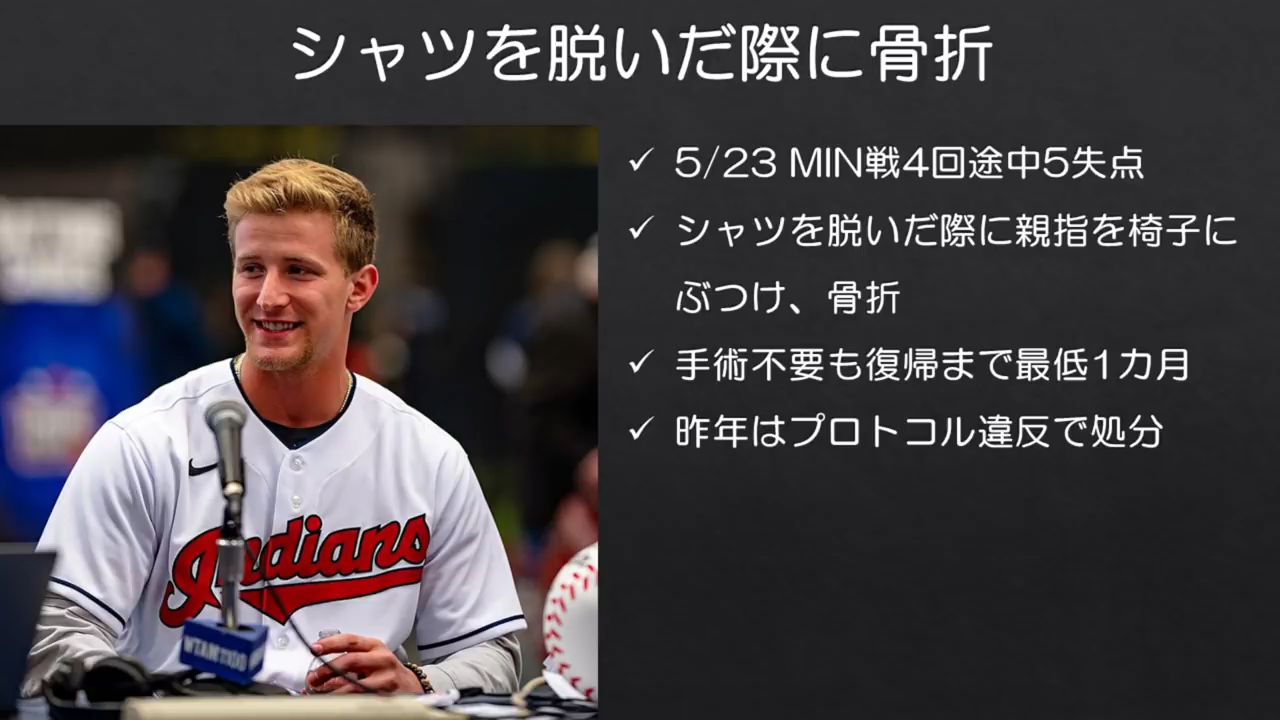 シャツを脱いだ際に骨折
5/23 MIN戦4回途中5失点
シャツを脱いだ際に親指を椅子に
ぶつけ、骨折
手術不要も復帰まで最低1カ月
昨年はプロトコル違反で処分
Indians